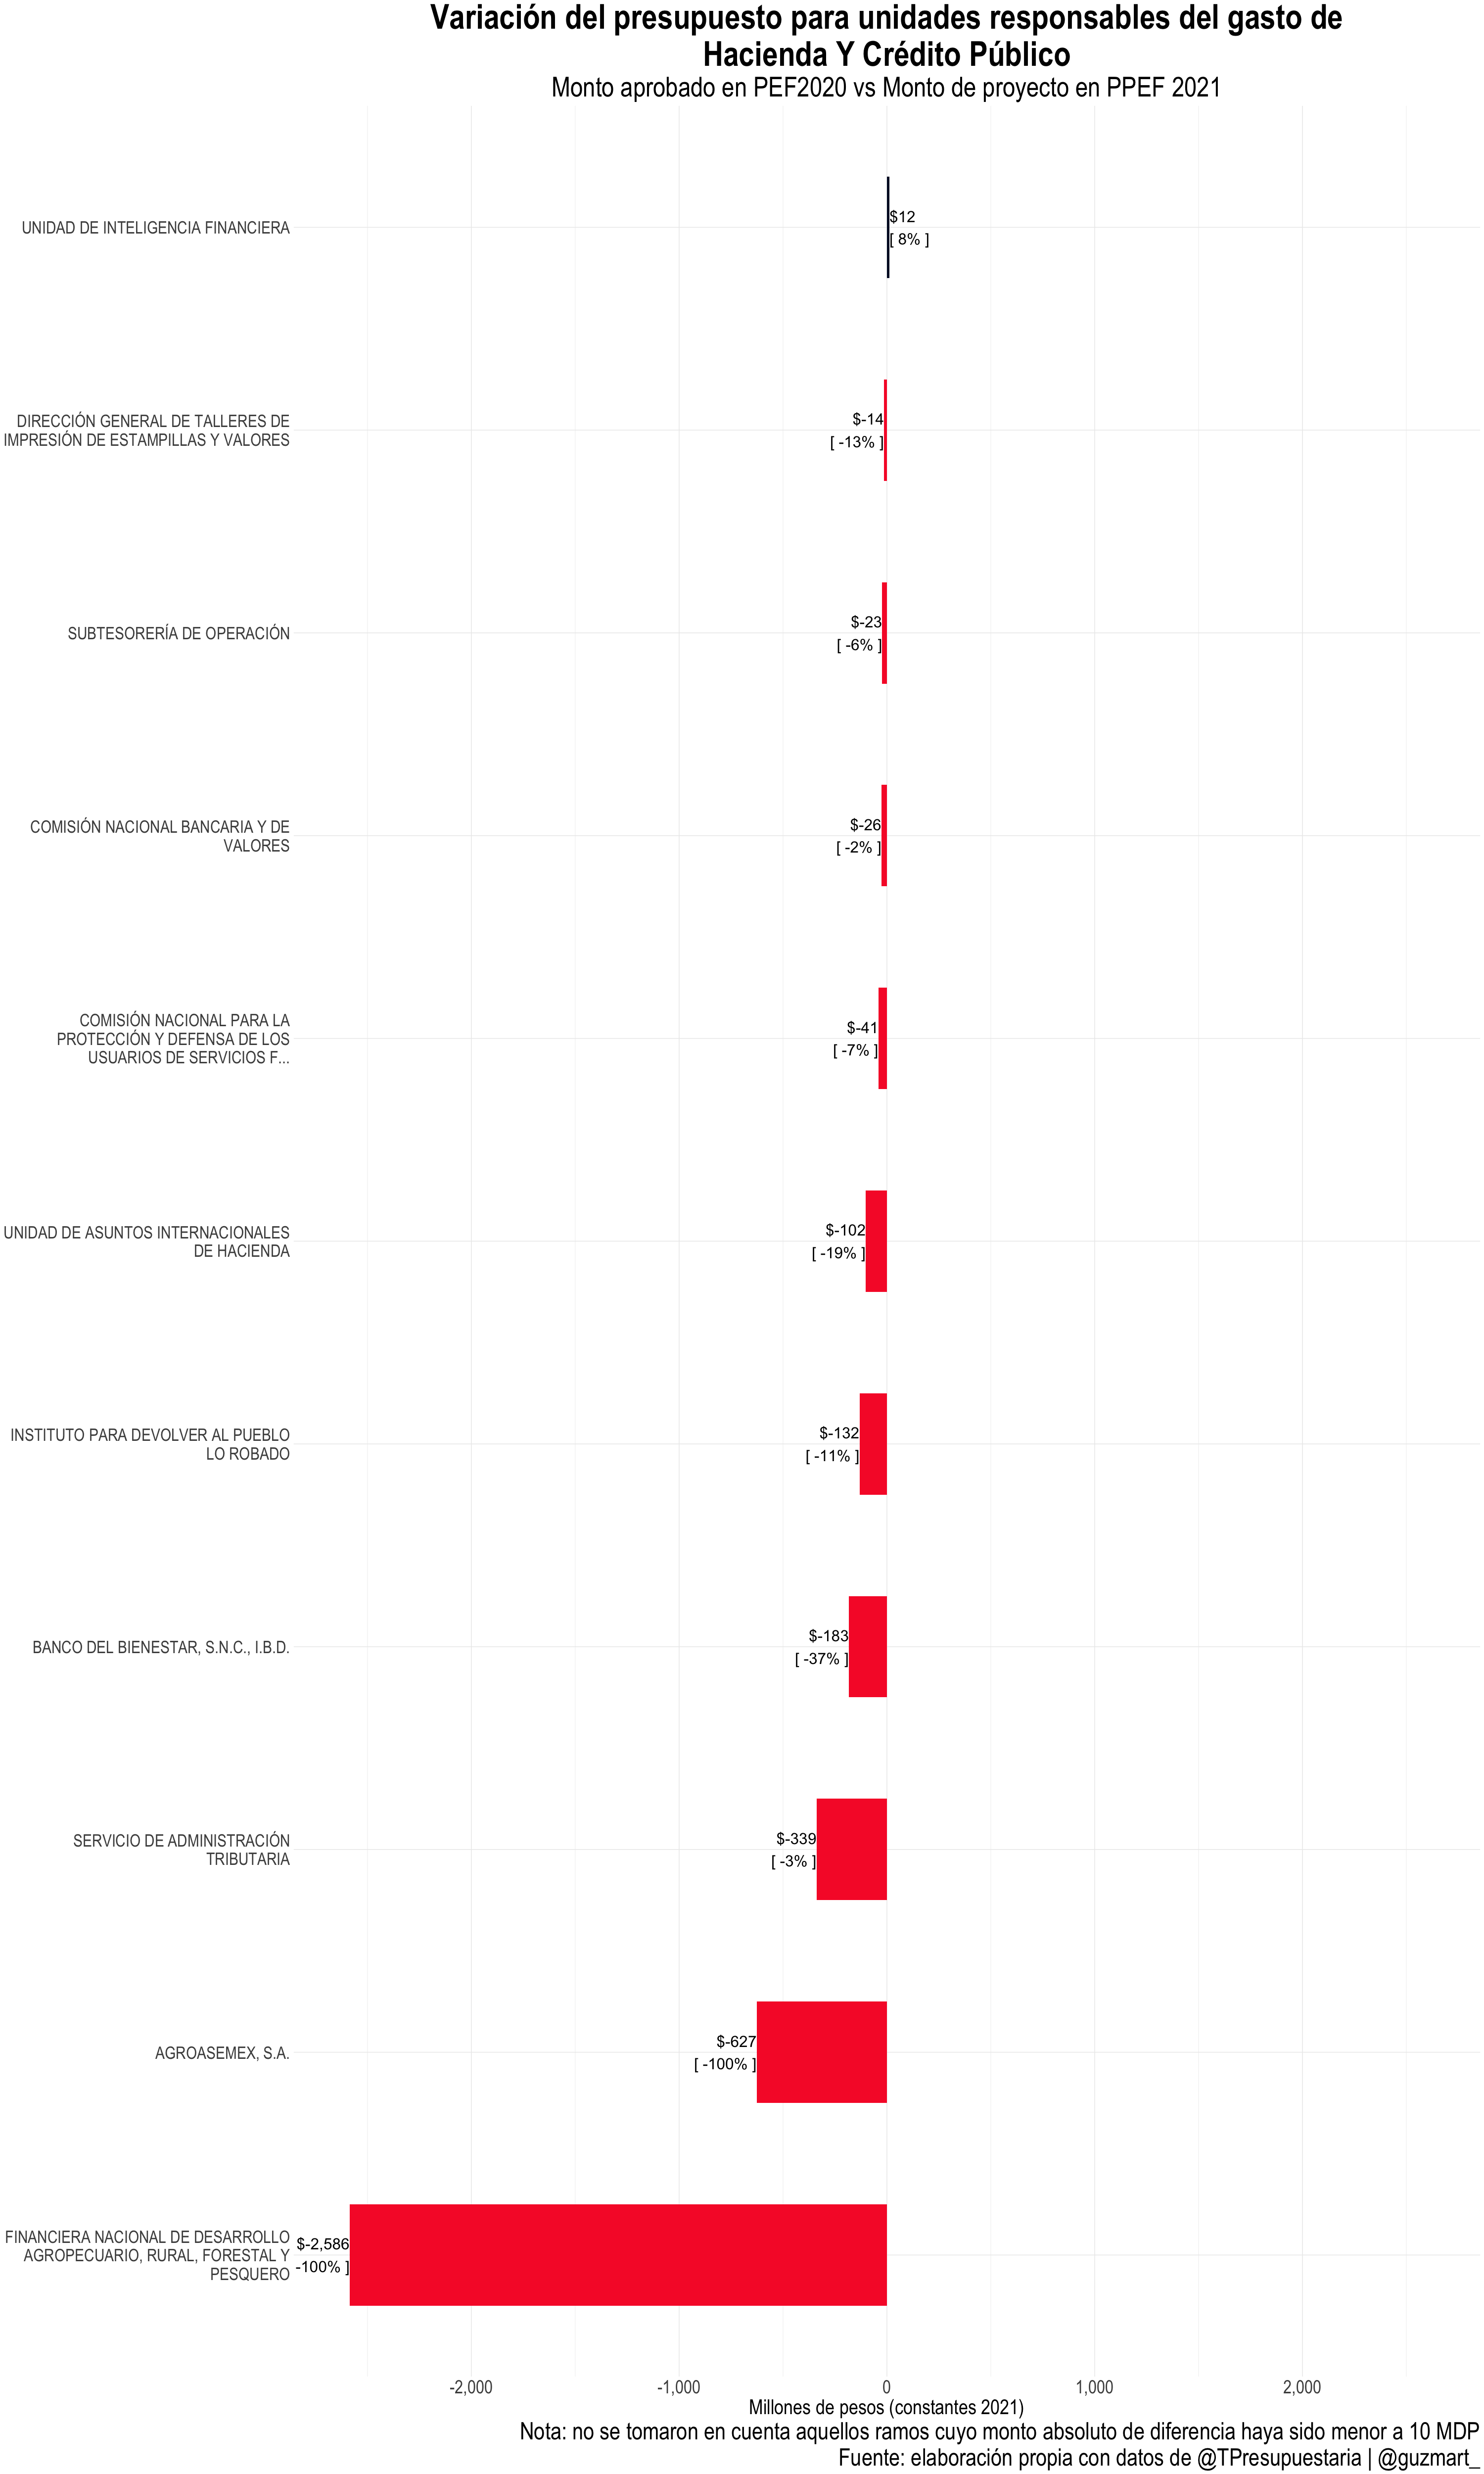 Variación del presupuesto para unidades responsables del gasto de
Hacienda Y Crédito Público
Monto aprobado en PEF2020 vs Monto de proyecto en PPEF 2021
UNIDAD DE INTELIGENCIA FINANCIERA
$12
[ 8% ]
DIRECCIÓN GENERAL DE TALLERES DE
IMPRESIÓN DE ESTAMPILLAS Y VALORES
$-14
[ -13% ]
SUBTESORERÍA DE OPERACIÓN
$-23
[ -6% ]
COMISIÓN NACIONAL BANCARIA Y DE
VALORES
$-26
[ -2% ]
COMISIÓN NACIONAL PARA LA
PROTECCIÓN Y DEFENSA DE LOS
USUARIOS DE SERVICIOS F...
$-41
[ -7% ]
UNIDAD DE ASUNTOS INTERNACIONALES
DE HACIENDA
$-102
[ -19% ]
INSTITUTO PARA DEVOLVER AL PUEBLO
LO ROBADO
$-132
[ -11% ]
BANCO DEL BIENESTAR, S.N.C., I.B.D.
$-183
[ -37% ]
SERVICIO DE ADMINISTRACIÓN
TRIBUTARIA
$-339
[ -3% ]
AGROASEMEX, S.A.
$-627
[ -100% ]
FINANCIERA NACIONAL DE DESARROLLO
AGROPECUARIO, RURAL, FORESTAL Y
PESQUERO
$-2,586
-100% ]
-2,000 -1,000 0 1,000 2,000
Millones de pesos (constantes 2021)
Nota: no se tomaron en cuenta aquellos ramos cuyo monto absoluto de diferencia haya sido menor a 10 MDP
Fuente: elaboración propia con datos de @TPresupuestaria | @guzmart_